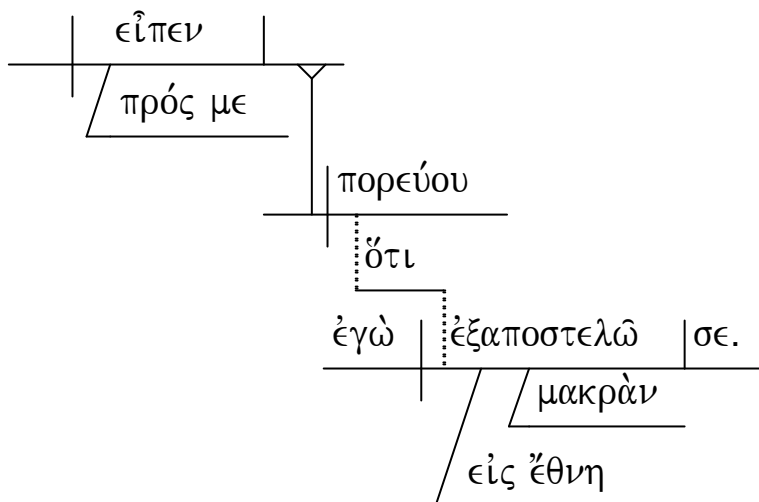 εἶπεν
πρός με
πορεύου
ὅτι
ἐγὼ ἐξαποστελῶ σε.
μακρὰν
εἰς ἔθνη